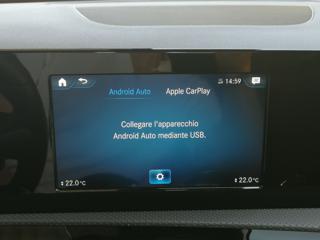 14:59
Android Auto Apple CarPlay
Collegare l'apparecchio
Android Auto mediante USB.
22.0°C 22.0°C